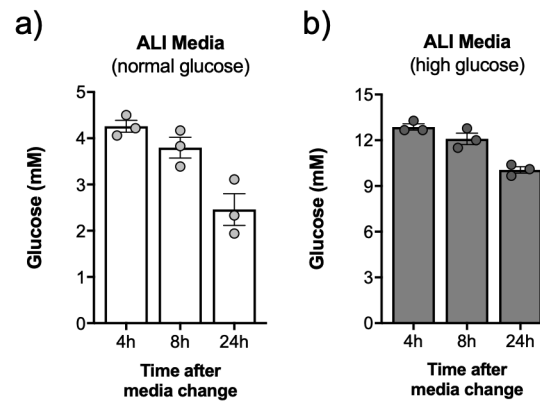 a)
ALI Media
(normal glucose)
Glucose (mM)
5
4
3
2
1
0
4h 8h 24h
Time after
media change
b)
ALI Media
(high glucose)
Glucose (mM)
15
12
9
6
3
0
4h 8h 24h
Time after
media change